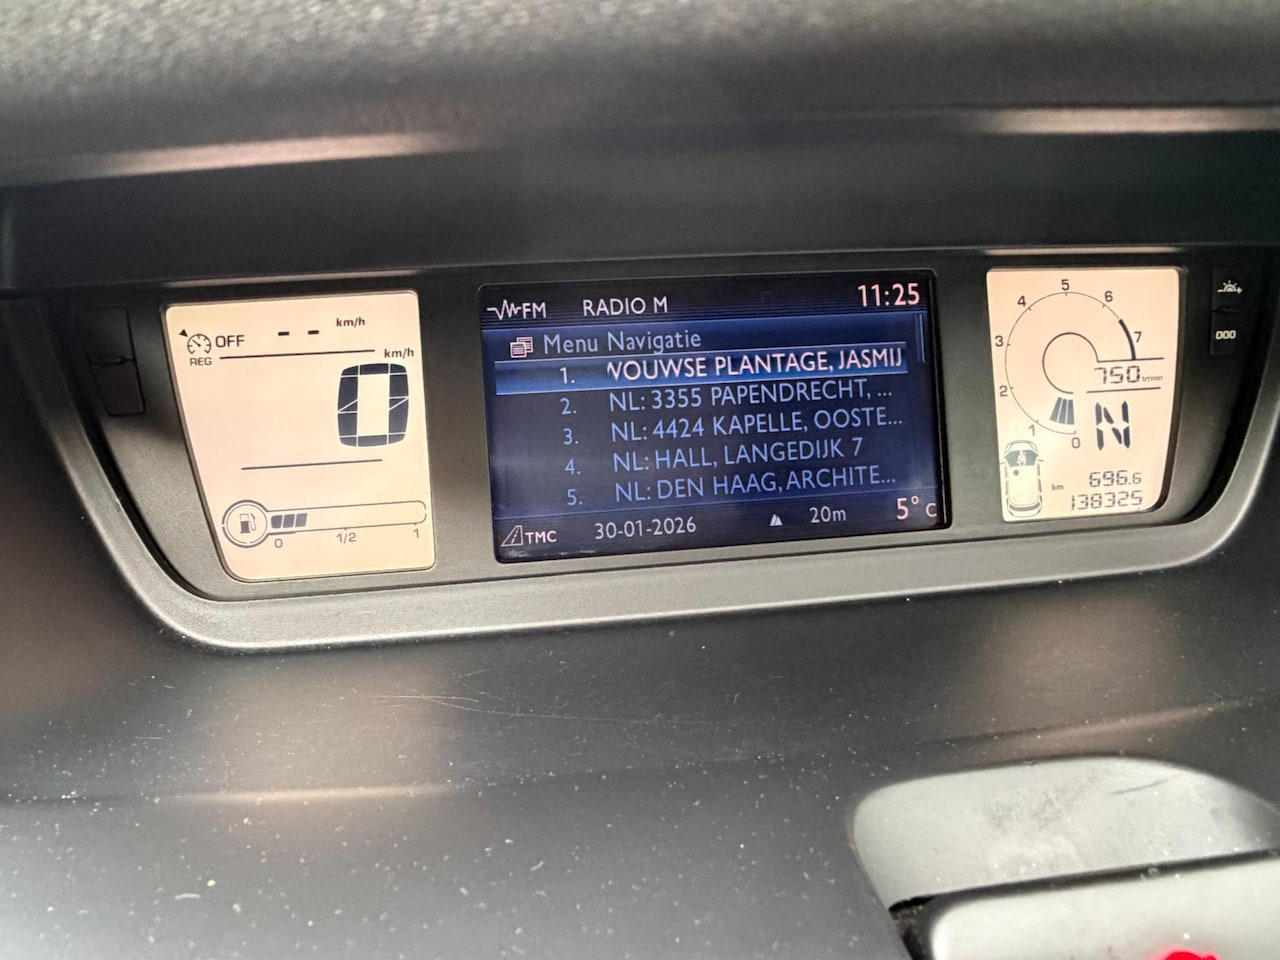 OFF
REG
-- km/h
km/h
0
0 1/2 1
FM RADIO M 11:25
Menu Navigatie
1. WOUWSE PLANTAGE, JASMIJ
2. NL: 3355 PAPENDRECHT, ...
3. NL: 4424 KAPELLE, OOSTE...
4. NL: HALL, LANGEDIJK 7
5. NL: DEN HAAG, ARCHITE...
TMC 30-01-2026 20m 5° C
0 1 2 3 4 5 6 7
750 tr/min
N
km 696.6
138325
000